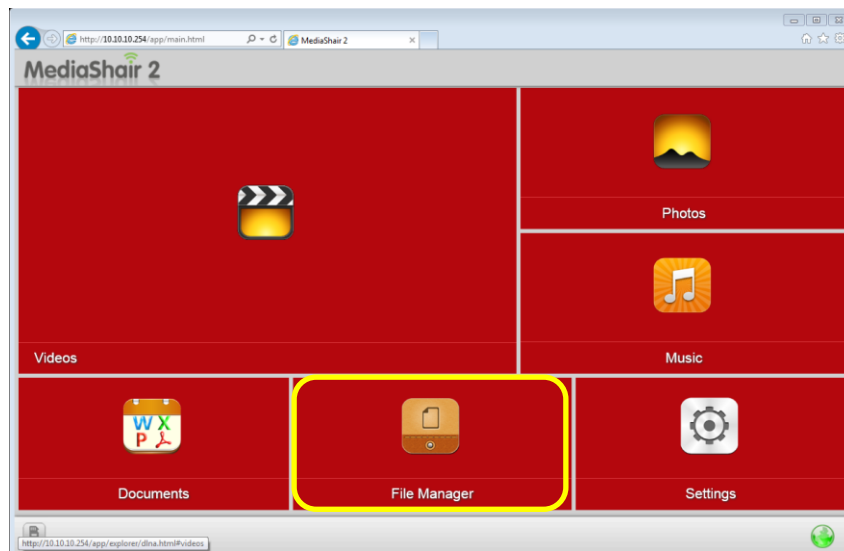 http://10.10.10.254/app/main.html
MediaShair 2
MediaShair 2
Photos
Videos
Music
W X
P
Documents
File Manager
Settings
http://10.10.10.254/app/explorer/dlna.html#videos